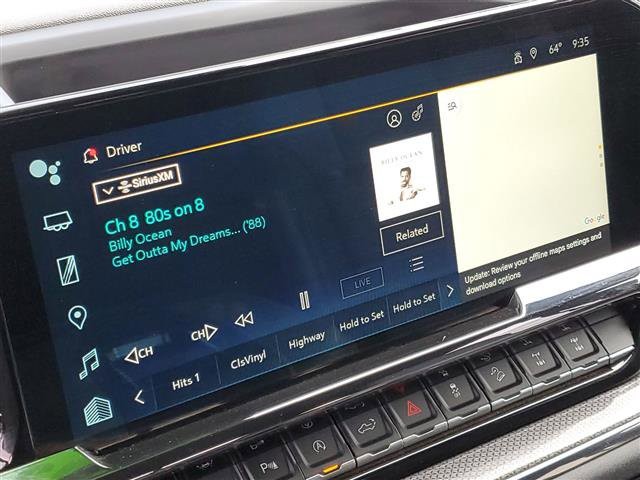 64° 9:35
Driver
SiriusXM
Ch 8 80s on 8
Billy Ocean
Get Outta My Dreams... ('88)
BILLY OCEAN
Related
LIVE
CH CH
Hits 1 ClsVinyl Highway Hold to Set Hold to Set
Google
Update: Review your offline maps settings and
download options
P
A